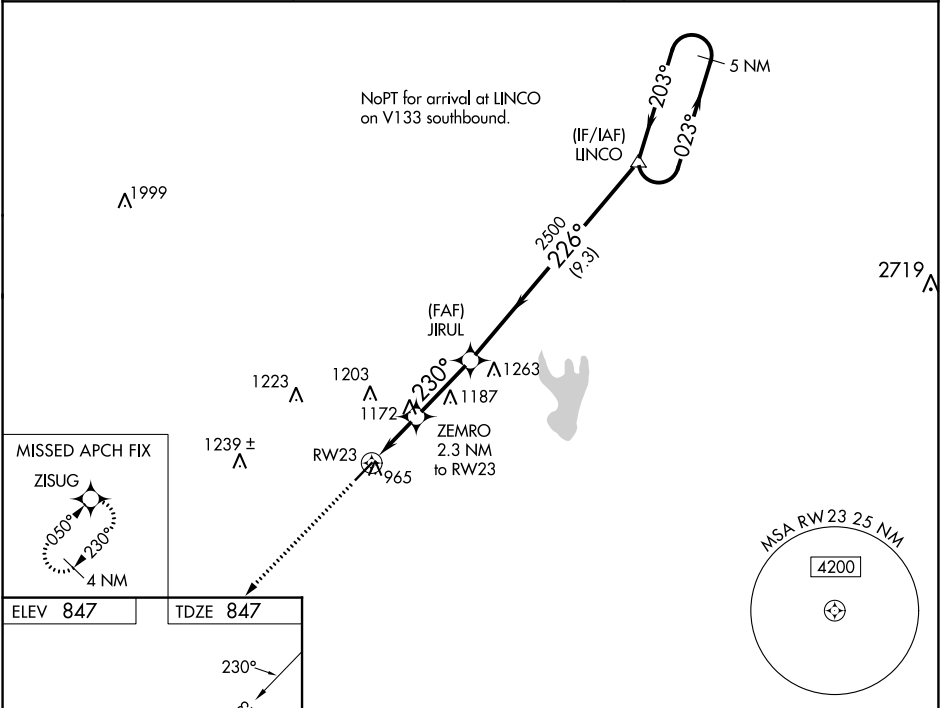 NoPT for arrival at LINCO
on V133 southbound.
5 NM
203°
023°
(IF/IAF)
LINCO
1999
2500
226°
(9.3)
2719
(FAF)
JIRUL
1263
230°
1203
1223
1187
1172
ZEMRO
2.3 NM
to RW23
1239 ±
RW23
965
MISSED APCH FIX
ZISUG
050°
230°
4 NM
MSA RW23 25 NM
4200
ELEV 847
TDZE 847
230°